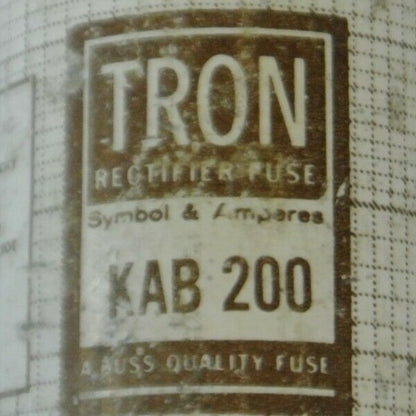 TRON
RECTIFIER FUSE
Symbol & Amperes
KAB 200
A BUSS QUALITY FUSE